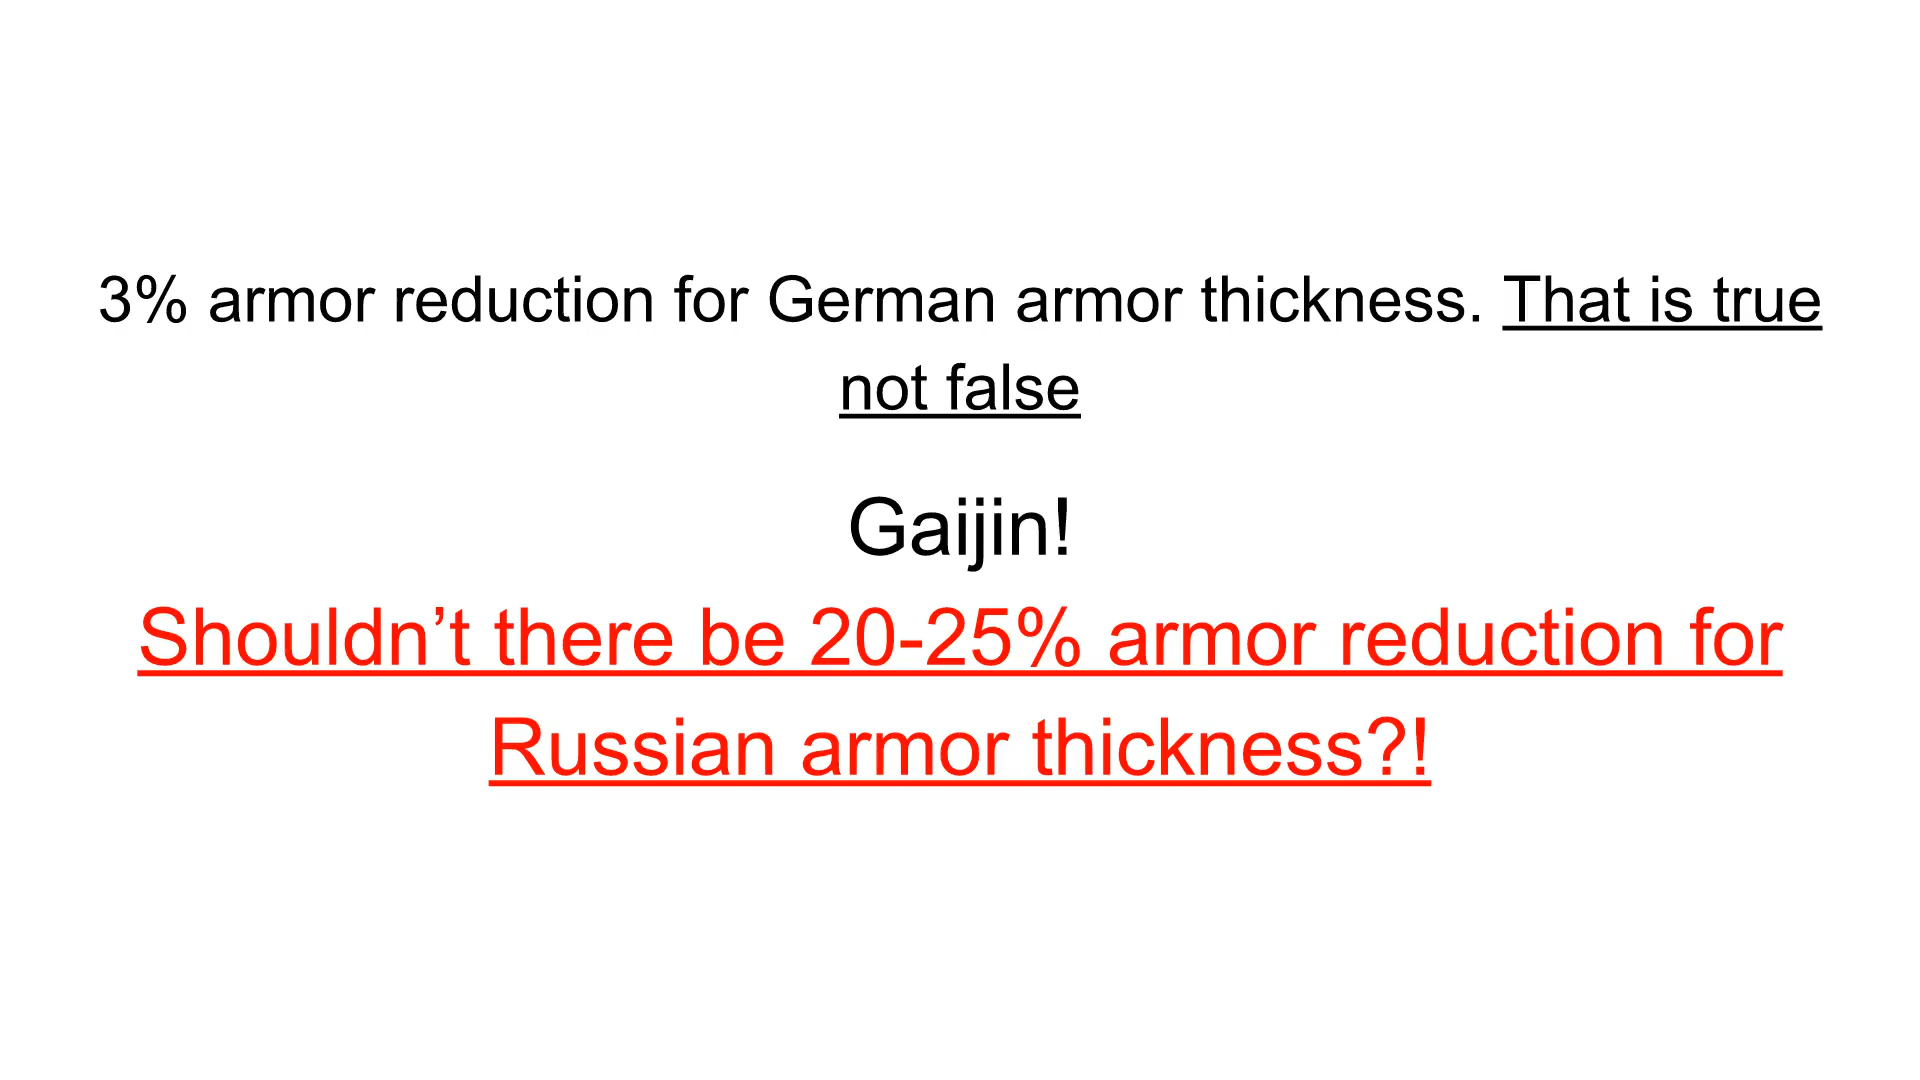 3% armor reduction for German armor thickness. That is true
not false
Gaijin!
Shouldn’t there be 20-25% armor reduction for
Russian armor thickness?!